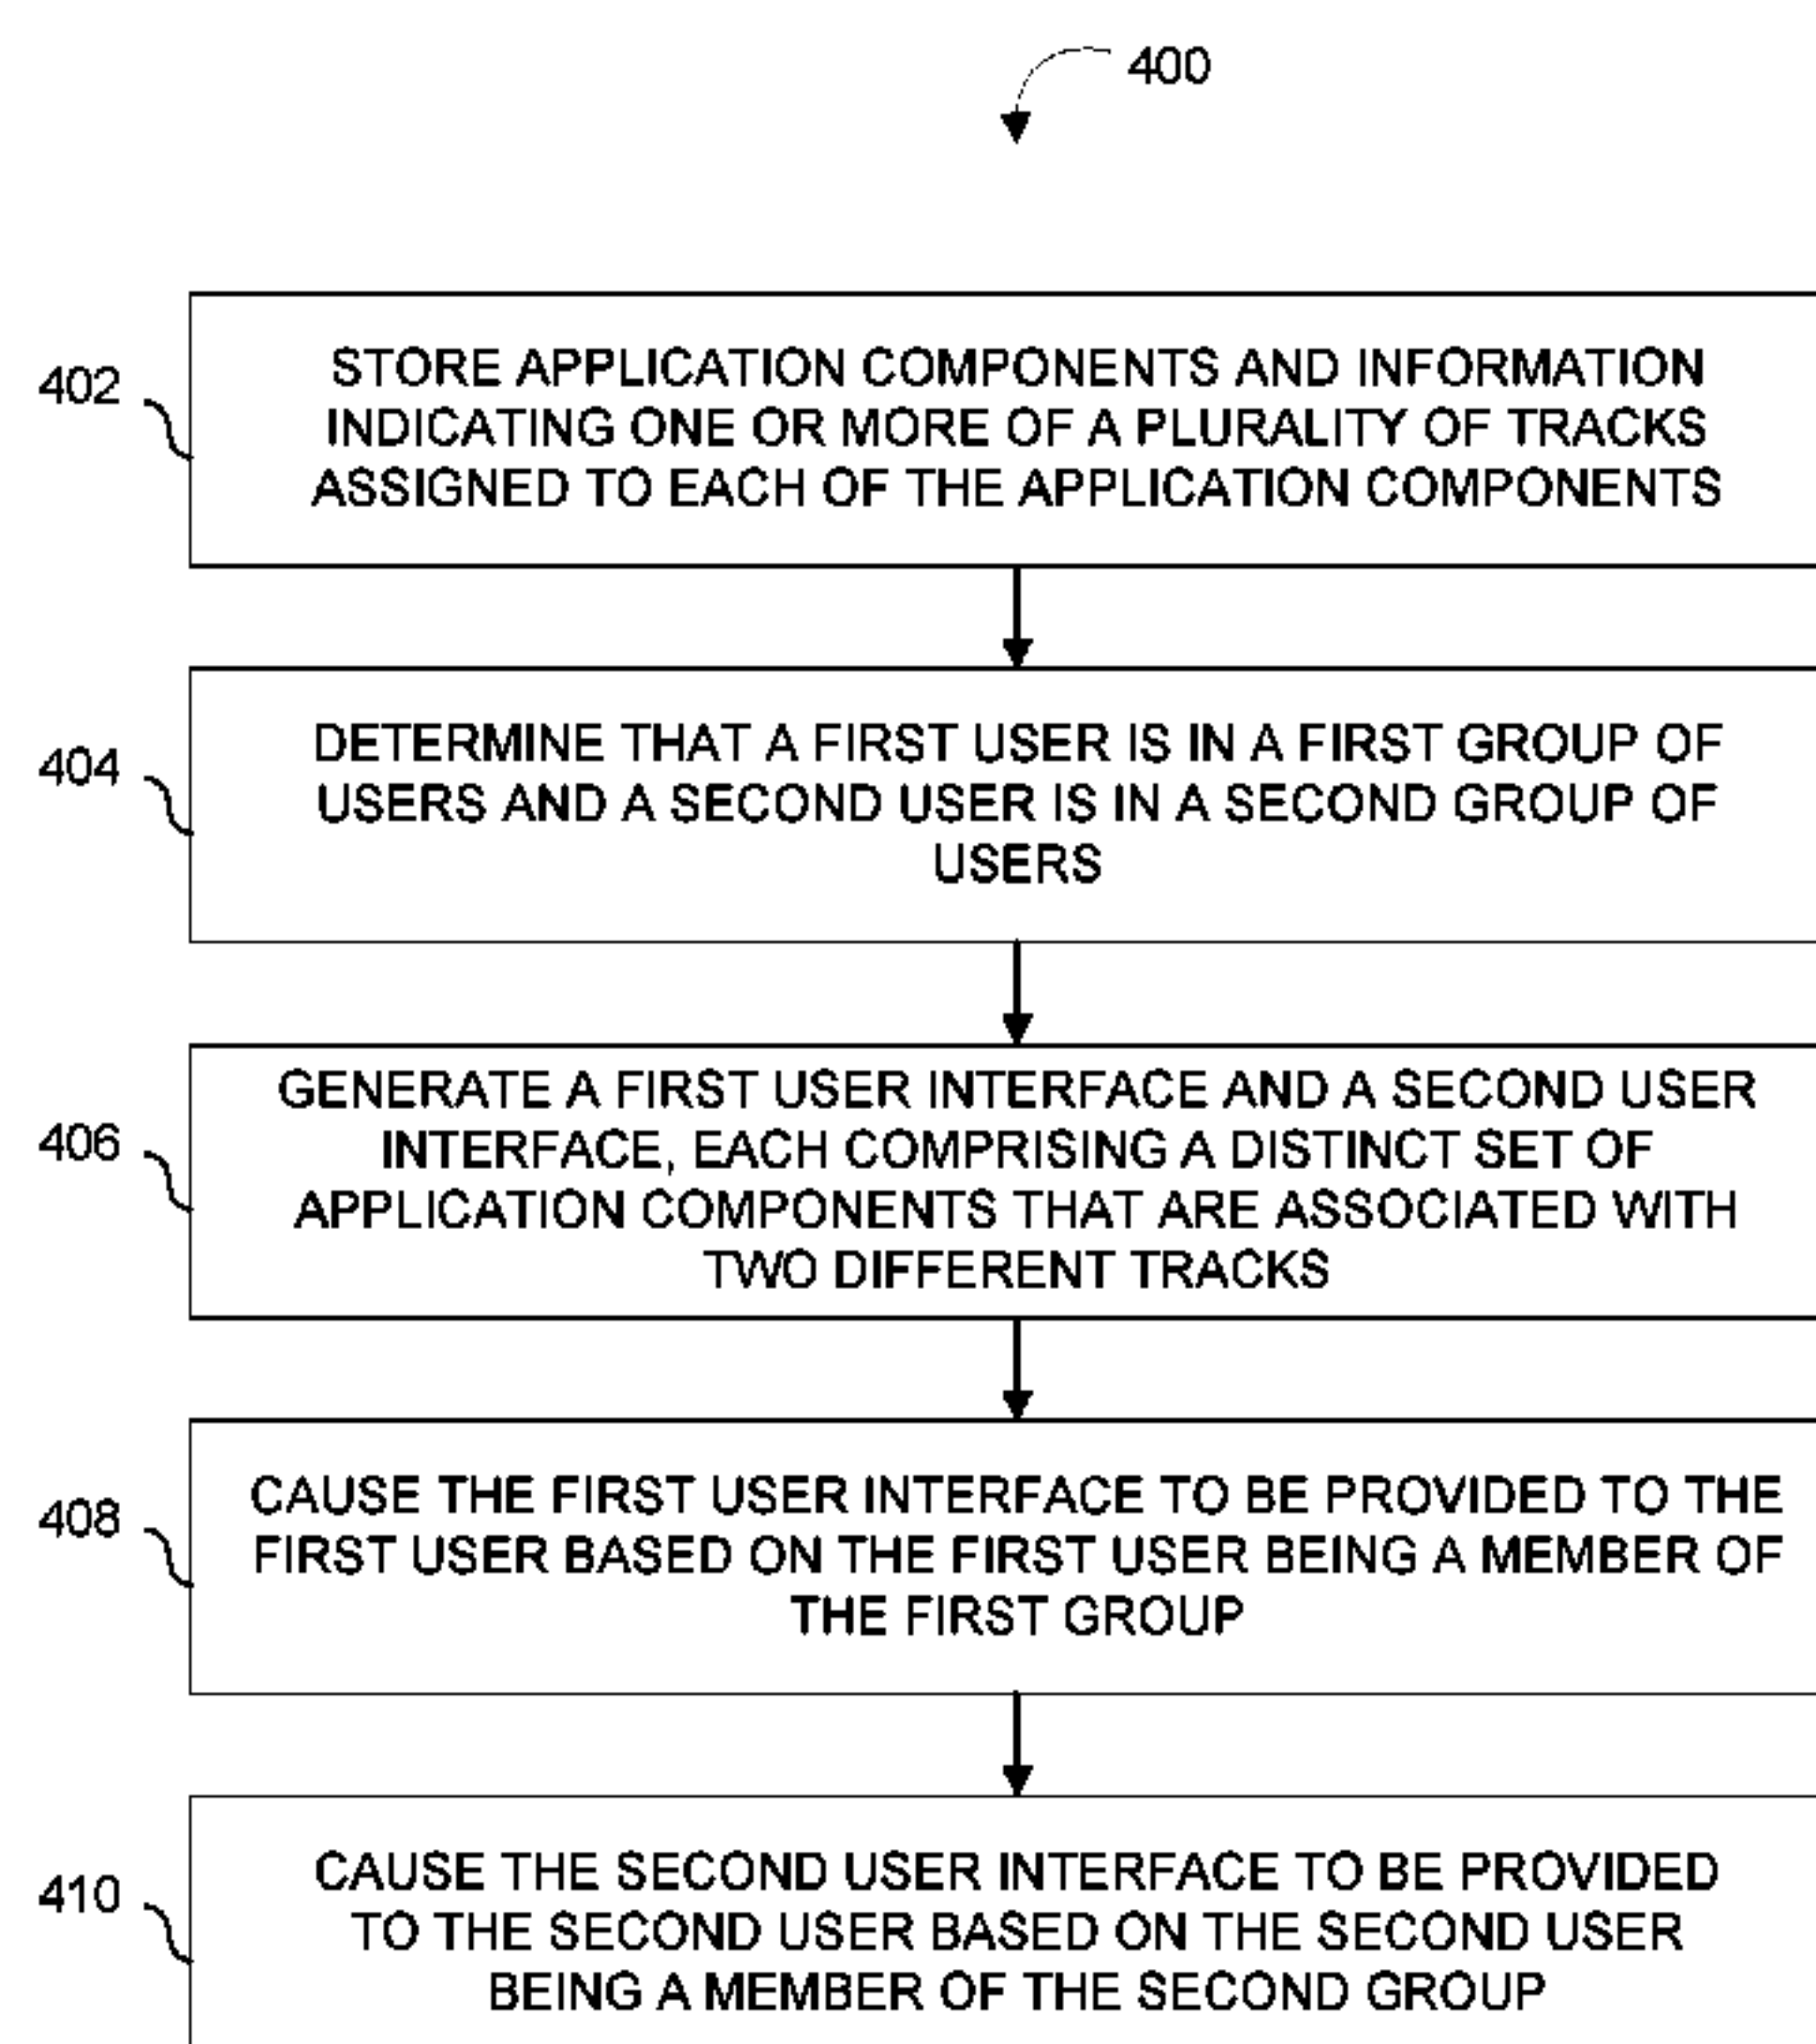 400
402
STORE APPLICATION COMPONENTS AND INFORMATION
INDICATING ONE OR MORE OF A PLURALITY OF TRACKS
ASSIGNED TO EACH OF THE APPLICATION COMPONENTS
404
DETERMINE THAT A FIRST USER IS IN A FIRST GROUP OF
USERS AND A SECOND USER IS IN A SECOND GROUP OF
USERS
406
GENERATE A FIRST USER INTERFACE AND A SECOND USER
INTERFACE, EACH COMPRISING A DISTINCT SET OF
APPLICATION COMPONENTS THAT ARE ASSOCIATED WITH
TWO DIFFERENT TRACKS
408
CAUSE THE FIRST USER INTERFACE TO BE PROVIDED TO THE
FIRST USER BASED ON THE FIRST USER BEING A MEMBER OF
THE FIRST GROUP
410
CAUSE THE SECOND USER INTERFACE TO BE PROVIDED
TO THE SECOND USER BASED ON THE SECOND USER
BEING A MEMBER OF THE SECOND GROUP